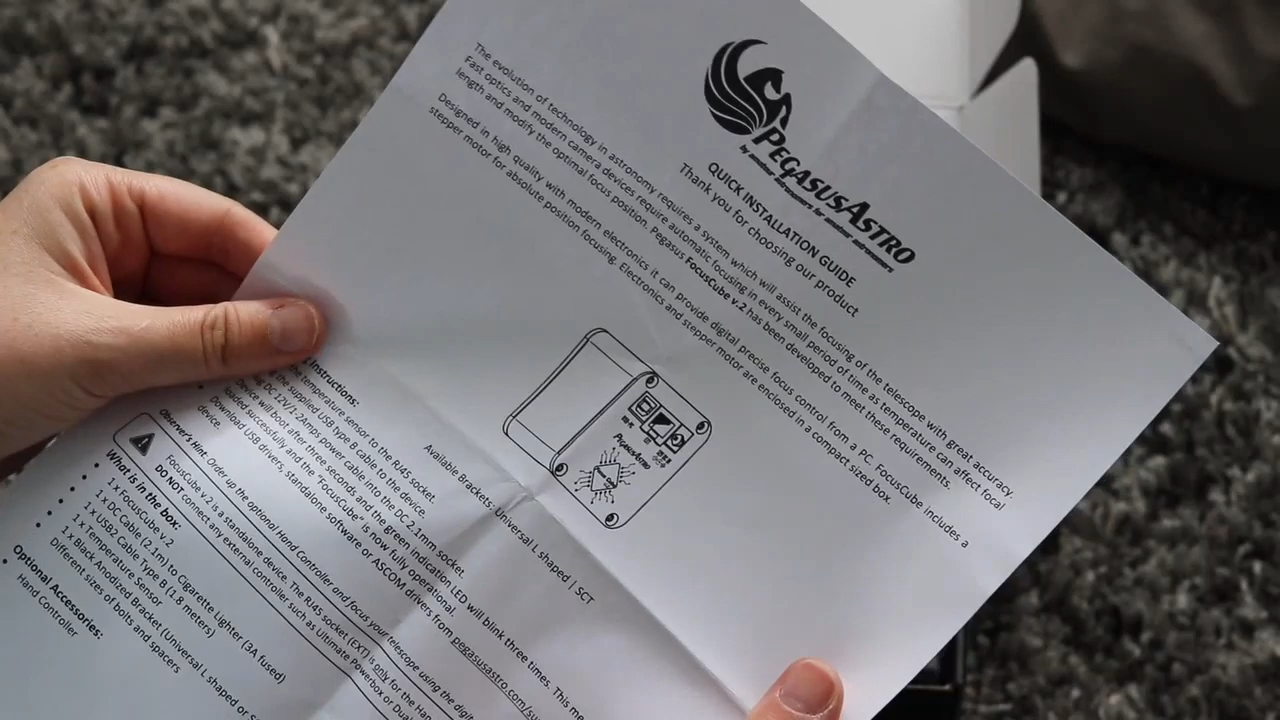 PEGASUSASTRO
by amateur astronomers for amateur astronomers
QUICK INSTALLATION GUIDE
Thank you for choosing our product
The evolution of technology in astronomy requires a system which will assist the focusing of the telescope with great accuracy.
Fast optics and modern camera devices require automatic focusing in every small period of time as temperature can affect focal
length and modify the optimal focus position. Pegasus FocusCube v.2 has been developed to meet these requirements.
Designed in high quality with modern electronics it can provide digital precise focus control from a PC. FocusCube includes a
stepper motor for absolute position focusing. Electronics and stepper motor are enclosed in a compact sized box.
PEGASUSASTRO
Available brackets: Universal L shaped | SCT
Instructions:
temperature sensor to the RJ45 socket.
the supplied USB type B cable to the device.
DC 12V/1-2Amps power cable into the DC 2.1mm socket
Device will boot after three seconds and the green indication LED will blink three times. This me
loaded successfully and the "FocusCube" is now fully operational.
Download USB drivers, standalone software or ASCOM drivers from pegasusastro.com/su
device.
Observer's Hint. Order up the optional Hand Controller and focus your telescope using the digit
FocusCube v.2 is a standalone device. The RJ45 socket (EXT) is only for the Han
DO NOT connect any external controller such as Ultimate Powerbox or Dual
What is in the box:
• 1x FocusCube v.2
• 1x DC Cable (2.1m) to Cigarette Lighter (3A fused)
• 1x USB2 Cable Type B (1.8 meters)
• 1x Temperature Sensor
• 1x Black Anodized Bracket (Universal L shaped or s
• Different sizes of bolts and spacers
Optional Accessories:
• Hand Controller